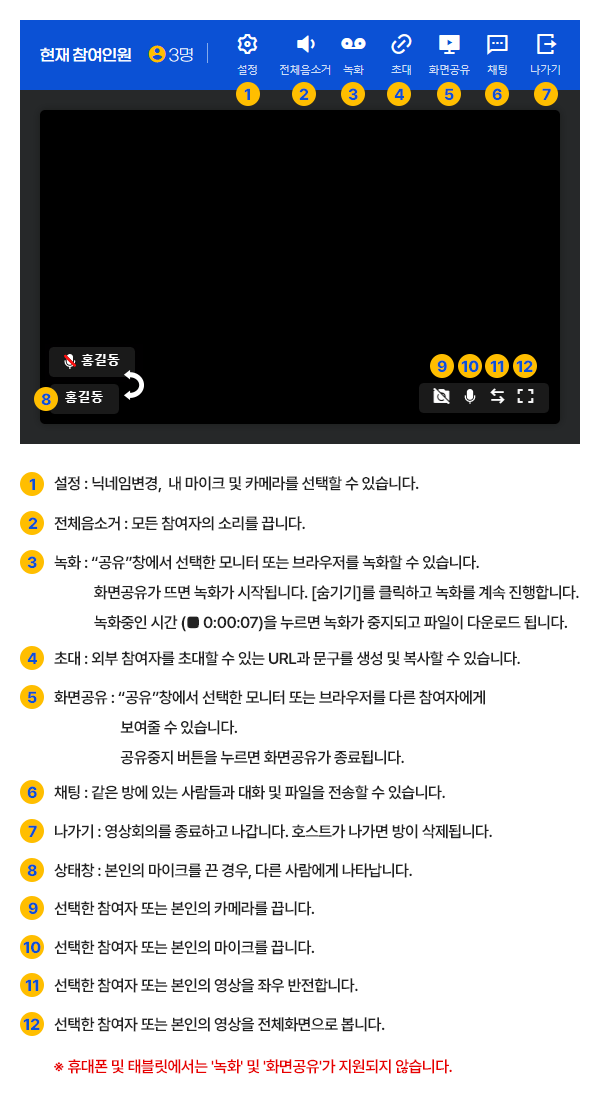 현재 참여인원 3명
설정 전체음소거 녹화 초대 화면공유 채팅 나가기
1 2 3 4 5 6 7
홍길동
9 10 11 12
8 홍길동
1 설정 : 닉네임변경, 내 마이크 및 카메라를 선택할 수 있습니다.
2 전체음소거 : 모든 참여자의 소리를 끕니다.
3 녹화 : “공유”창에서 선택한 모니터 또는 브라우저를 녹화할 수 있습니다.
화면공유가 뜨면 녹화가 시작됩니다. [숨기기]를 클릭하고 녹화를 계속 진행합니다.
녹화중인 시간 (■ 0:00:07)을 누르면 녹화가 중지되고 파일이 다운로드 됩니다.
4 초대 : 외부 참여자를 초대할 수 있는 URL과 문구를 생성 및 복사할 수 있습니다.
5 화면공유 : “공유”창에서 선택한 모니터 또는 브라우저를 다른 참여자에게
보여줄 수 있습니다.
공유중지 버튼을 누르면 화면공유가 종료됩니다.
6 채팅 : 같은 방에 있는 사람들과 대화 및 파일을 전송할 수 있습니다.
7 나가기 : 영상회의를 종료하고 나갑니다. 호스트가 나가면 방이 삭제됩니다.
8 상태창 : 본인의 마이크를 끈 경우, 다른 사람에게 나타납니다.
9 선택한 참여자 또는 본인의 카메라를 끕니다.
10 선택한 참여자 또는 본인의 마이크를 끕니다.
11 선택한 참여자 또는 본인의 영상을 좌우 반전합니다.
12 선택한 참여자 또는 본인의 영상을 전체화면으로 봅니다.
※ 휴대폰 및 태블릿에서는 '녹화' 및 '화면공유'가 지원되지 않습니다.